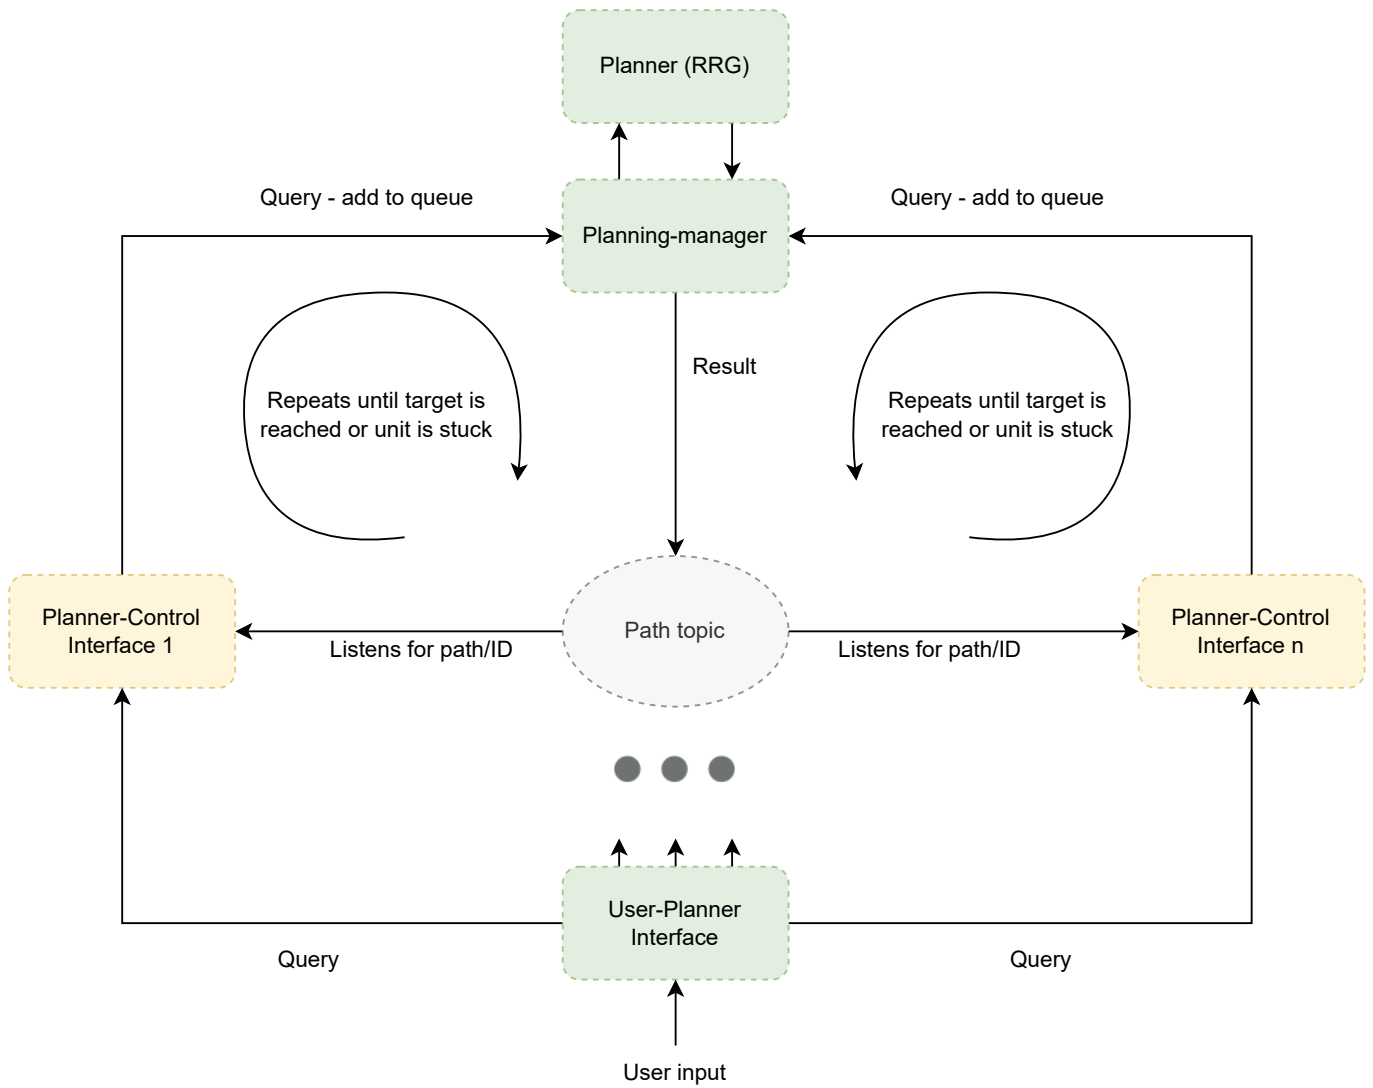 Planner (RRG)
Query - add to queue
Query - add to queue
Planning-manager
Result
Repeats until target is
reached or unit is stuck
Repeats until target is
reached or unit is stuck
Planner-Control
Interface 1
Listens for path/ID
Path topic
Listens for path/ID
Planner-Control
Interface n
User-Planner
Interface
Query
Query
User input